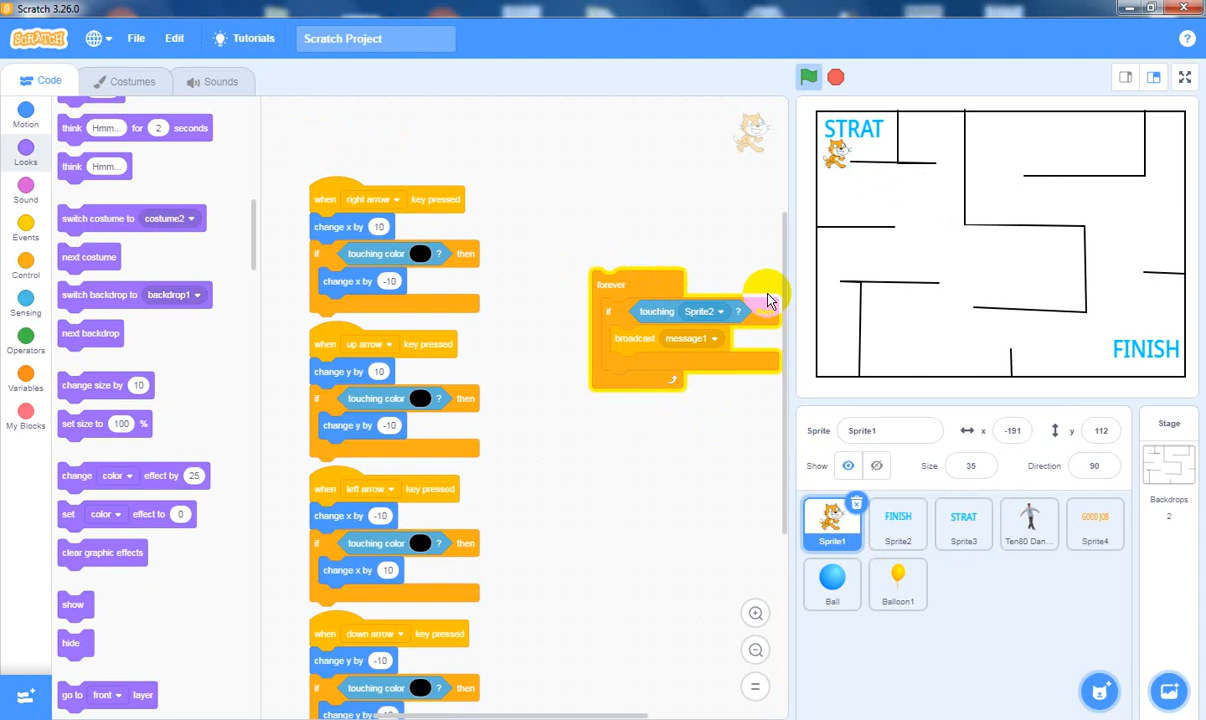 Scratch 3.26.0
SCRATCH File Edit Tutorials Scratch Project
Code Costumes Sounds
Motion
Looks
Sound
Events
Control
Sensing
Operators
Variables
My Blocks
think Hmm... for 2 seconds
think Hmm...
switch costume to costume2
next costume
switch backdrop to backdrop1
next backdrop
change size by 10
set size to 100 %
change color effect by 25
set color effect to 0
clear graphic effects
show
hide
go to front layer
when right arrow key pressed
change x by 10
if touching color ? then
change x by -10
when up arrow key pressed
change y by 10
if touching color ? then
change y by -10
when left arrow key pressed
change x by -10
if touching color ? then
change x by 10
when down arrow key pressed
change y by -10
if touching color ? then
change y by 10
forever
if touching Sprite2 ?
broadcast message1
STRAT
FINISH
Sprite Sprite1 x -191 y 112
Show Size 35 Direction 90
Stage
Backdrops
2
Sprite1
FINISH
Sprite2
STRAT
Sprite3
Ten80 Dan...
GOOD JOB
Sprite4
Ball
Balloon1